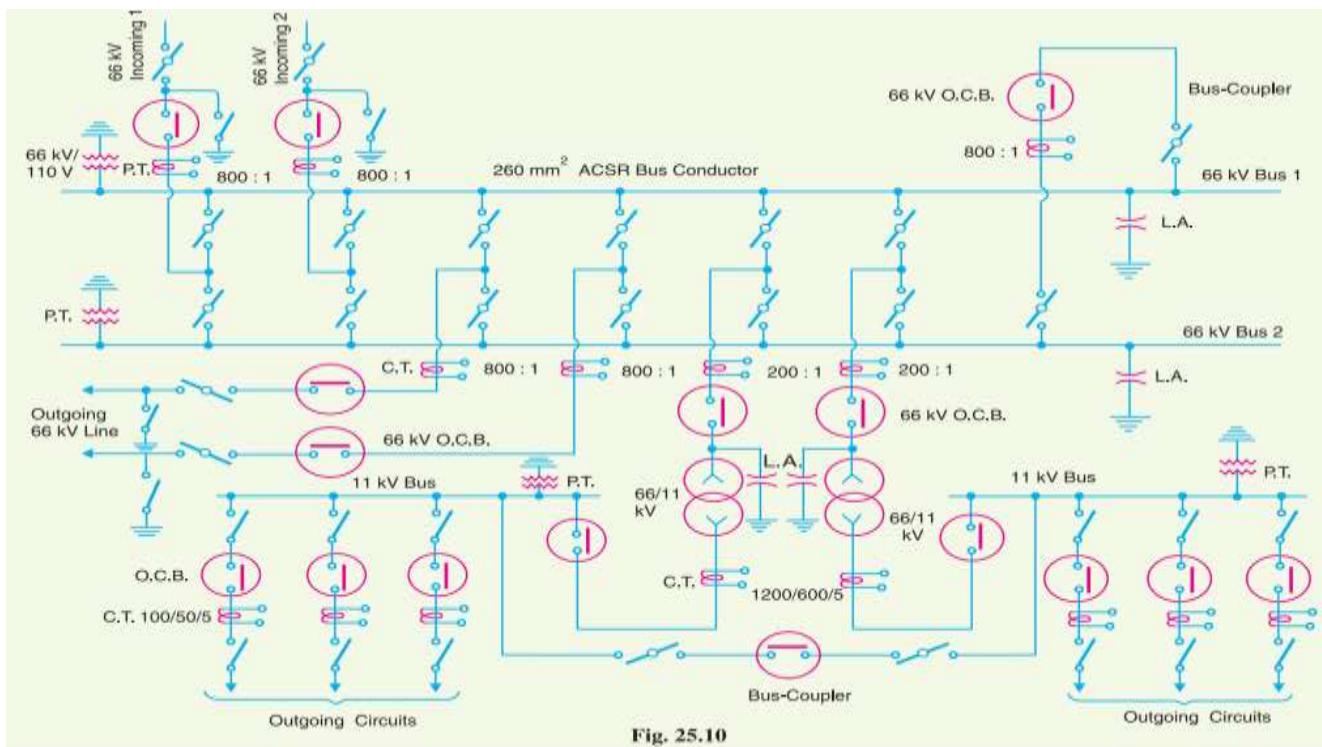 66 kV
Incoming 1
66 kV
Incoming 2
66 kV O.C.B.
Bus-Coupler
66 kV/
110 V
P.T.
800 : 1
800 : 1
800 : 1
260 mm² ACSR Bus Conductor
66 kV Bus 1
L.A.
P.T.
66 kV Bus 2
C.T.
800 : 1
800 : 1
200 : 1
200 : 1
L.A.
Outgoing
66 kV Line
66 kV O.C.B.
66 kV O.C.B.
L.A.
11 kV Bus
P.T.
66/11
kV
66/11
kV
11 kV Bus
P.T.
O.C.B.
C.T.
1200/600/5
C.T. 100/50/5
Bus-Coupler
Outgoing Circuits
Outgoing Circuits
Fig. 25.10